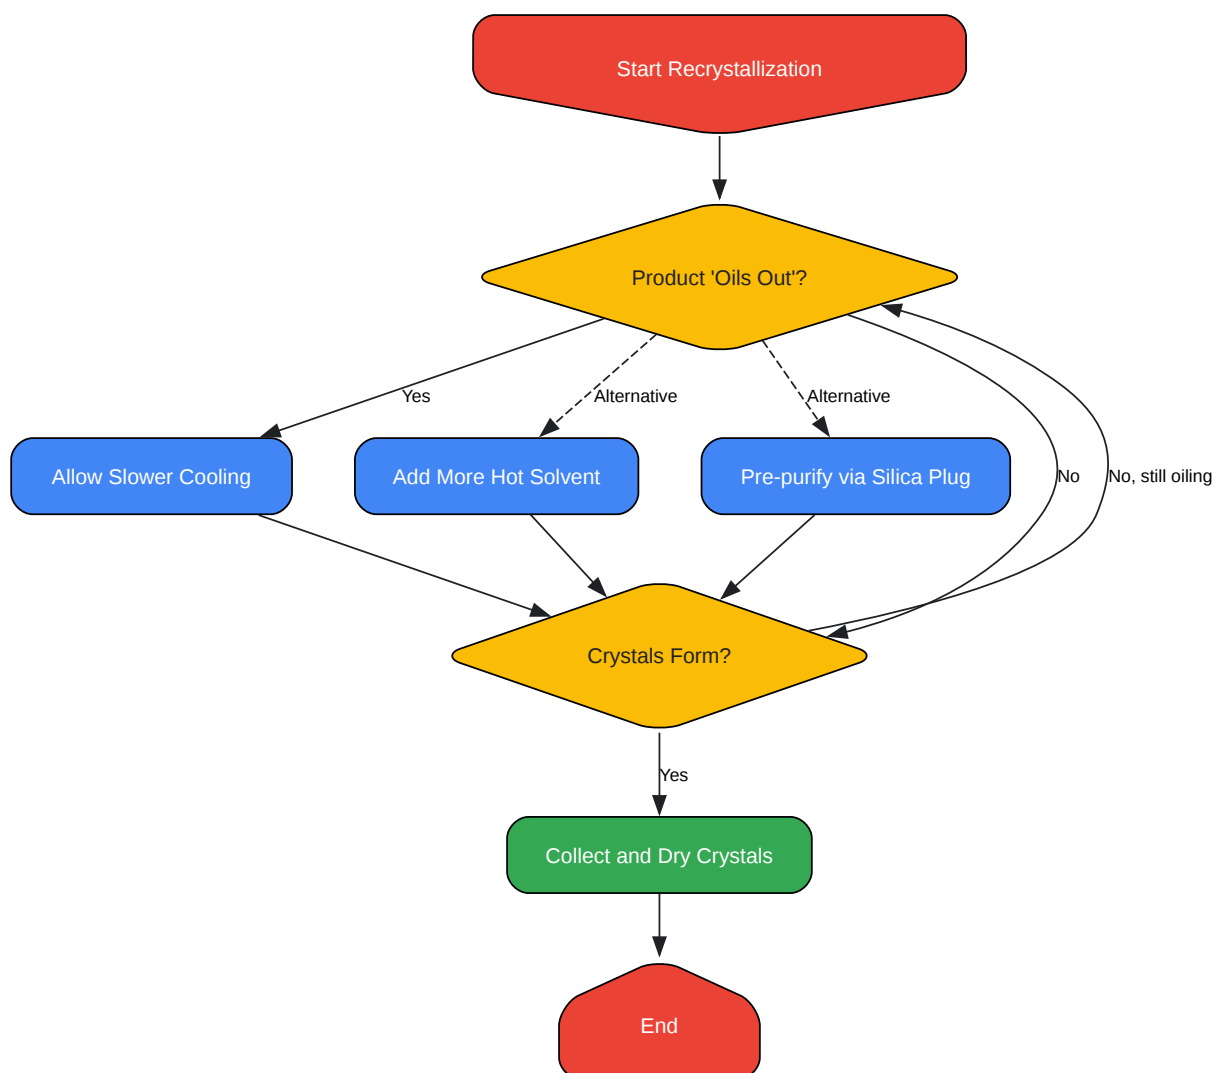 Start Recrystallization
Product 'Oils Out'?
Yes
Alternative
Alternative
Allow Slower Cooling
Add More Hot Solvent
Pre-purify via Silica Plug
No
No, still oiling
Crystals Form?
Yes
Collect and Dry Crystals
End